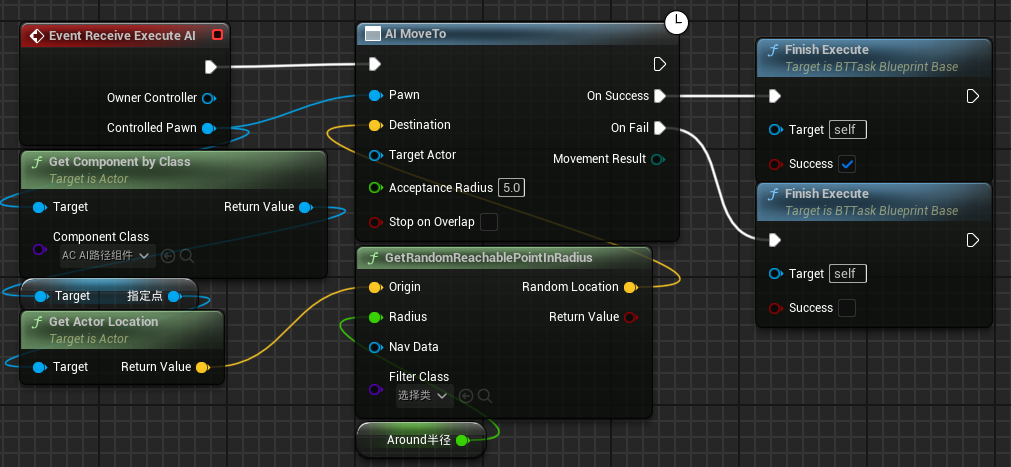 Event Receive Execute AI
Owner Controller
Controlled Pawn
Get Component by Class
Target is Actor
Target
Return Value
Component Class
AC AI路径组件
Target
指定点
Get Actor Location
Target is Actor
Target
Return Value
AI MoveTo
Pawn
On Success
Destination
On Fail
Target Actor
Movement Result
Acceptance Radius 5.0
Stop on Overlap
GetRandomReachablePointInRadius
Origin
Random Location
Radius
Return Value
Nav Data
Filter Class
选择类
Around半径
Finish Execute
Target is BTTask Blueprint Base
Target self
Success
Finish Execute
Target is BTTask Blueprint Base
Target self
Success